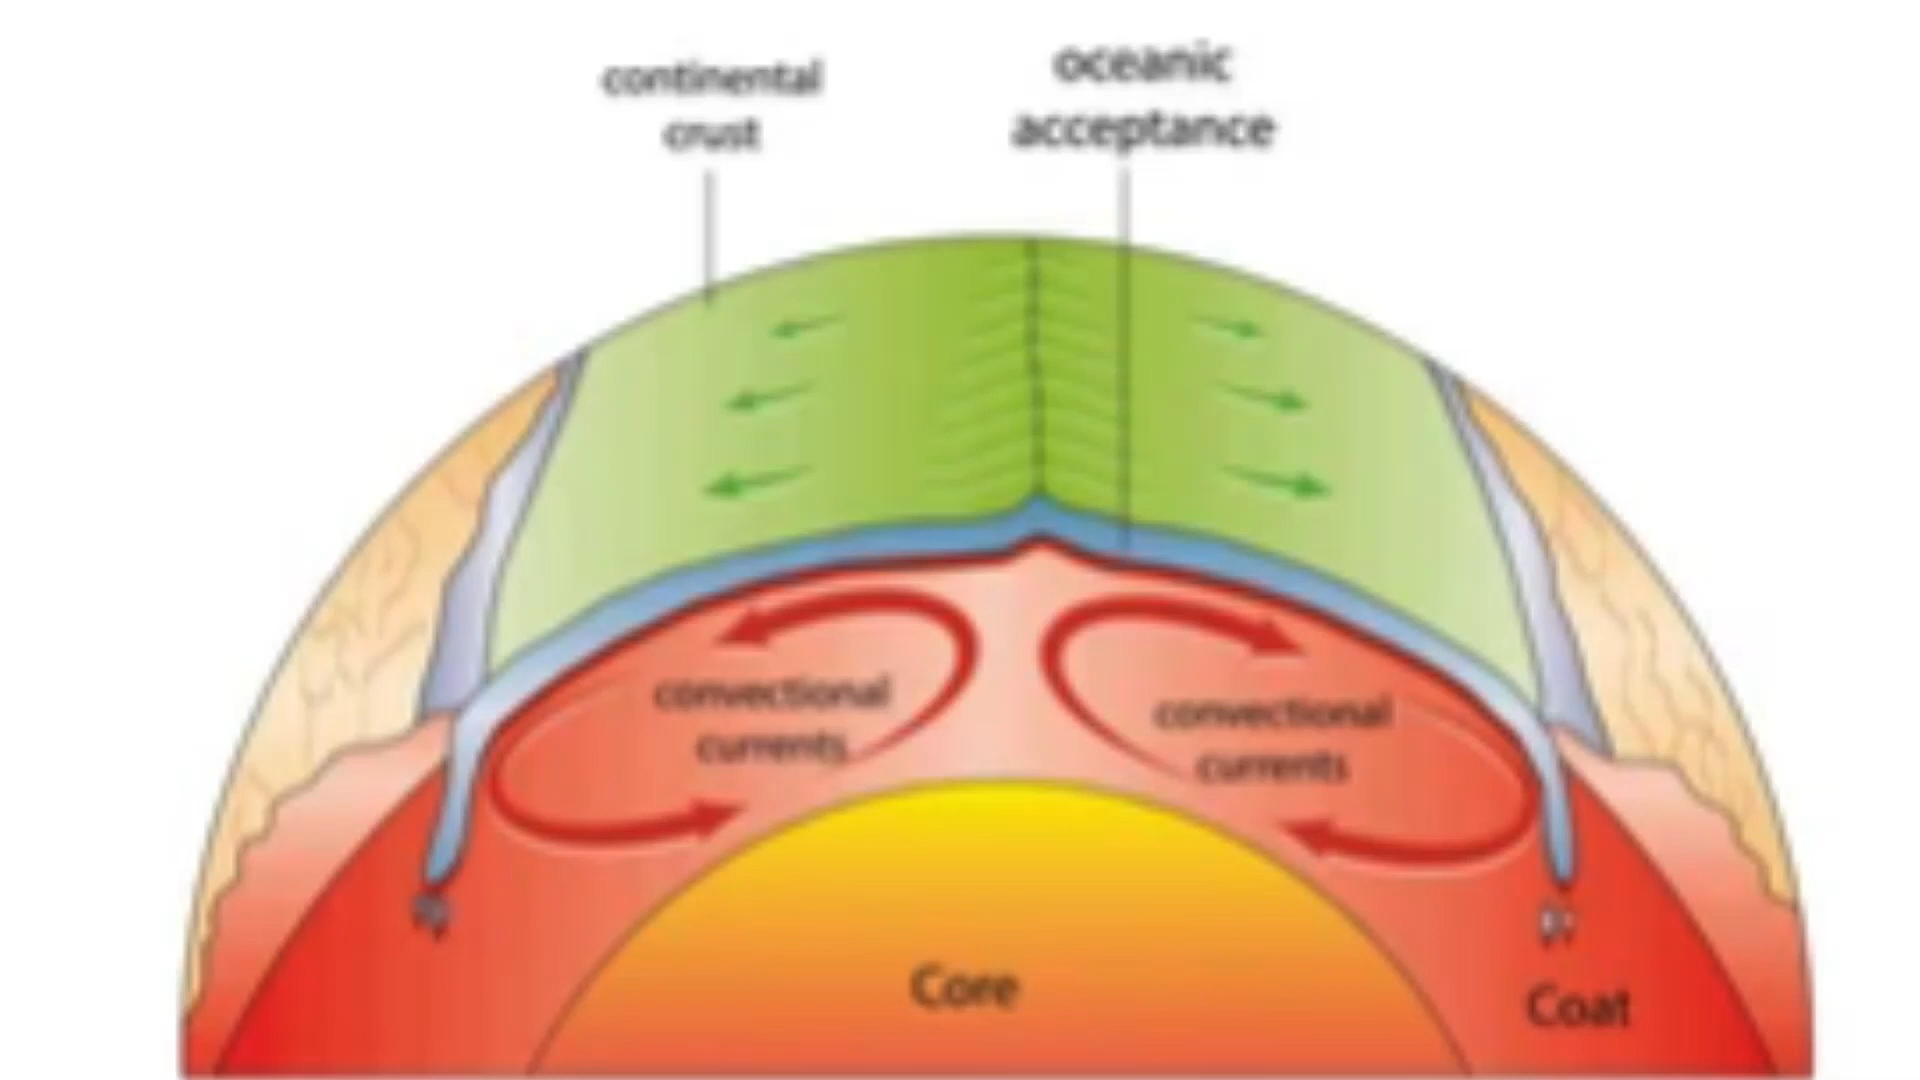 continental
crust
oceanic
acceptance
convectional
currents
convectional
currents
Core
Coat